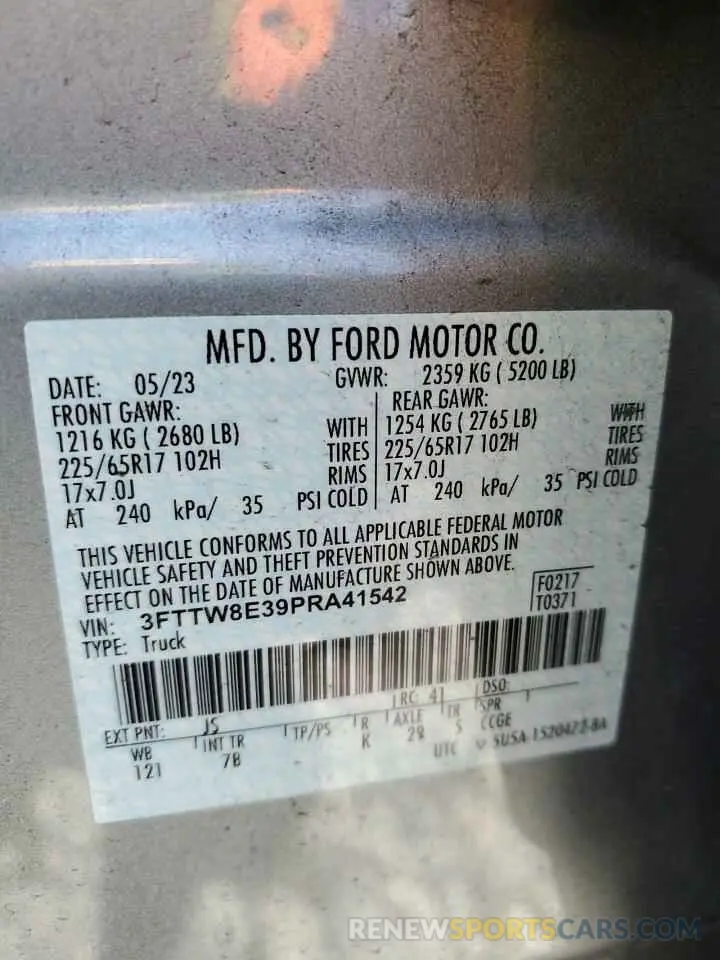 MFD. BY FORD MOTOR CO.
DATE: 05/23 GVWR: 2359 KG ( 5200 LB)
FRONT GAWR: REAR GAWR:
1216 KG ( 2680 LB) WITH 1254 KG ( 2765 LB) WITH
225/65R17 102H TIRES 225/65R17 102H TIRES
17x7.0J RIMS 17x7.0J RIMS
AT 240 kPa/ 35 PSI COLD AT 240 kPa/ 35 PSI COLD
THIS VEHICLE CONFORMS TO ALL APPLICABLE FEDERAL MOTOR
VEHICLE SAFETY AND THEFT PREVENTION STANDARDS IN
EFFECT ON THE DATE OF MANUFACTURE SHOWN ABOVE.
VIN: 3FTTW8E39PRA41542 F0217
TYPE: Truck T0371
EXT PNT: JS RC: 41 DSO:
WB INT TR TP/PS R AXLE TR SPR
121 7B K 28 S CCGE
UTC
RENEWSPORTSCARS.COM